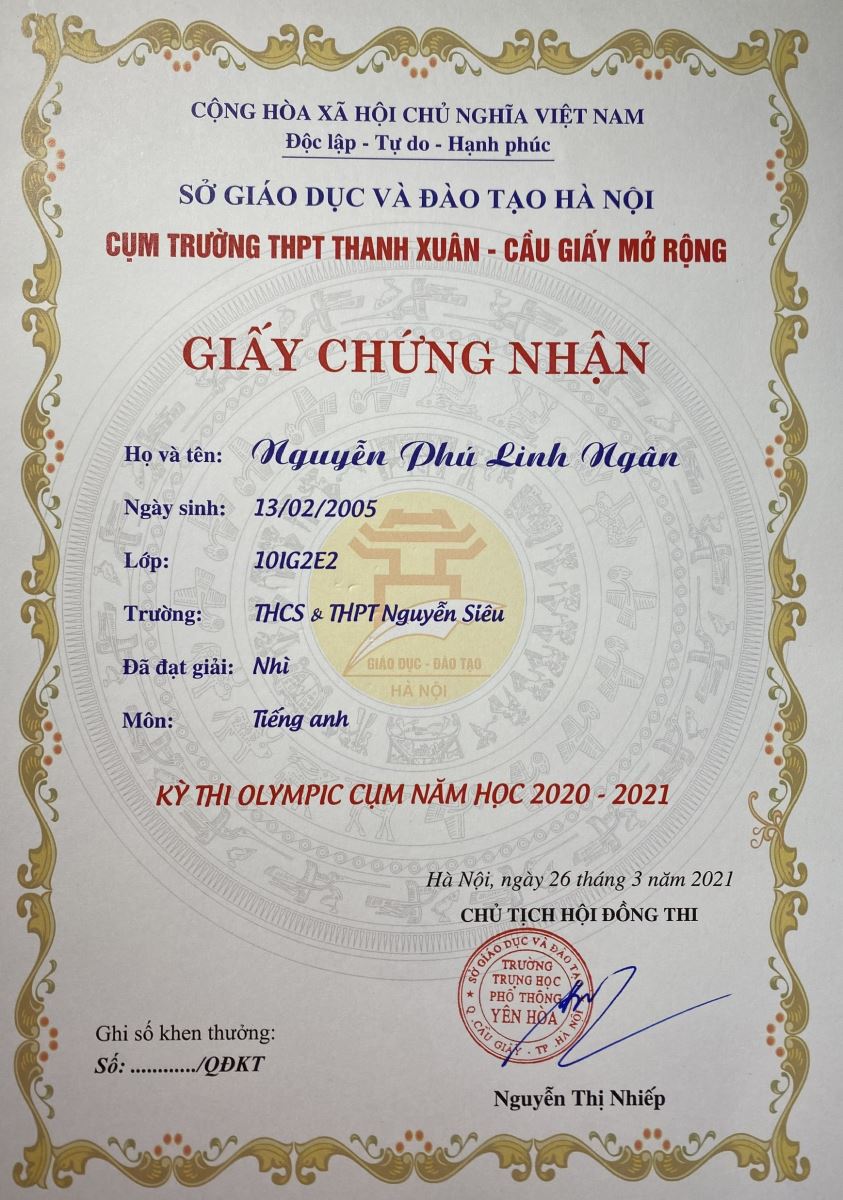 CỘNG HÒA XÃ HỘI CHỦ NGHĨA VIỆT NAM
Độc lập - Tự do - Hạnh phúc
SỞ GIÁO DỤC VÀ ĐÀO TẠO HÀ NỘI
CỤM TRƯỜNG THPT THANH XUÂN - CẦU GIẤY MỞ RỘNG
GIẤY CHỨNG NHẬN
Họ và tên: Nguyễn Phú Linh Ngân
Ngày sinh: 13/02/2005
Lớp: 10IG2E2
Trường: THCS & THPT Nguyễn Siêu
Đã đạt giải: Nhì
GIÁO DỤC - ĐÀO TẠO
HÀ NỘI
Môn: Tiếng anh
KỲ THI OLYMPIC CỤM NĂM HỌC 2020 - 2021
Hà Nội, ngày 26 tháng 3 năm 2021
CHỦ TỊCH HỘI ĐỒNG THI
SỞ GIÁO DỤC VÀ ĐÀO TẠO
TRƯỜNG
TRUNG HỌC
PHỔ THÔNG
YÊN HÒA
Q.CẦU GIẤY - TP.HÀ NỘI
Ghi số khen thưởng:
Số: ............/QĐKT
Nguyễn Thị Nhiếp